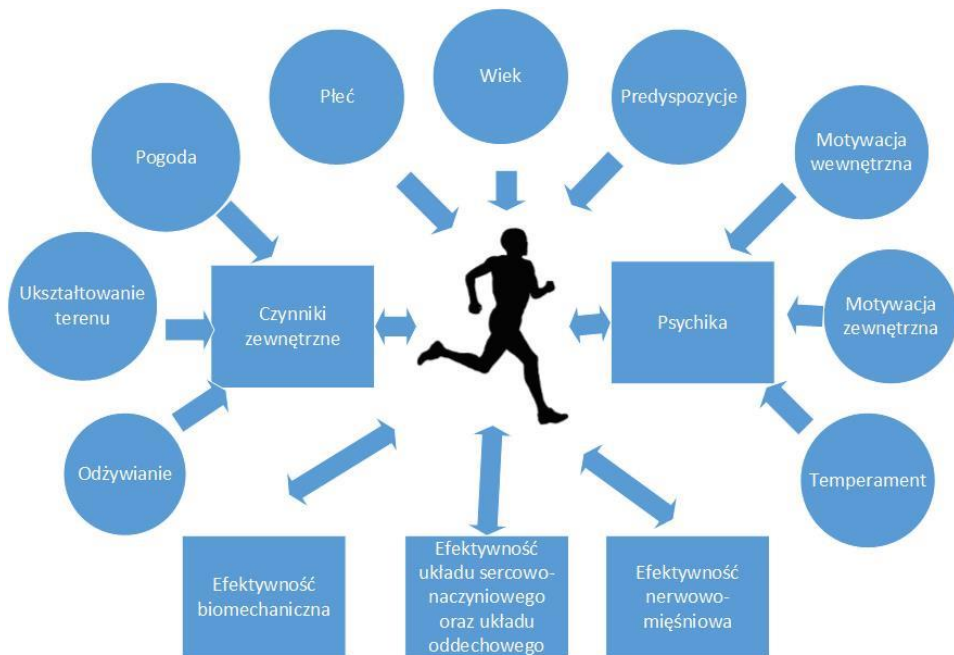 Wiek
Płeć
Predyspozycje
Pogoda
Motywacja
wewnętrzna
Ukształtowanie
terenu
Czynniki
zewnętrzne
Psychika
Motywacja
zewnętrzna
Odżywianie
Temperament
Efektywność
biomechaniczna
Efektywność
układu sercowo-
naczyniowego
oraz układu
oddechowego
Efektywność
nerwowo-
mięśniowa